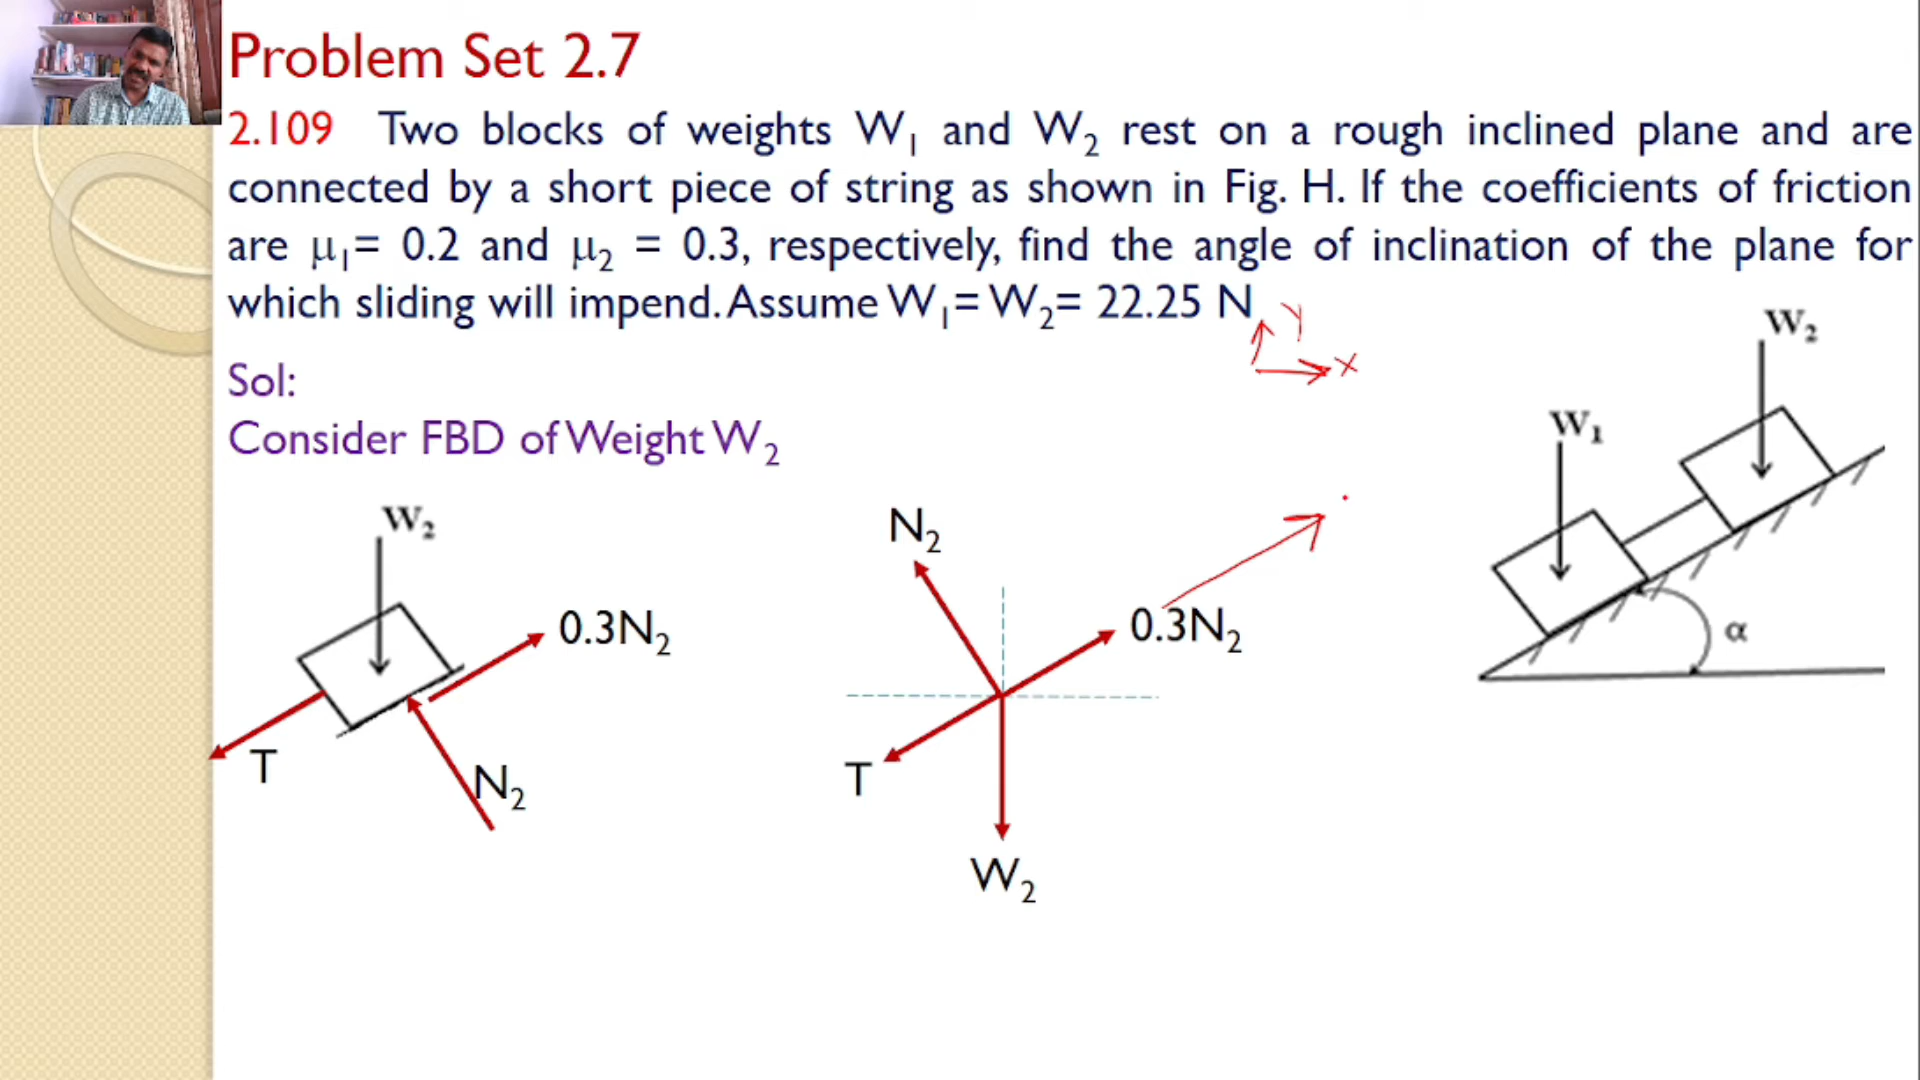 Problem Set 2.7
2.109 Two blocks of weights W₁ and W₂ rest on a rough inclined plane and are
connected by a short piece of string as shown in Fig. H. If the coefficients of friction
are μ₁= 0.2 and μ₂ = 0.3, respectively, find the angle of inclination of the plane for
which sliding will impend. Assume W₁= W₂= 22.25 N
Y
X
Sol:
Consider FBD of Weight W₂
W₂
0.3N₂
T
N₂
N₂
0.3N₂
T
W₂
W₂
W₁
α